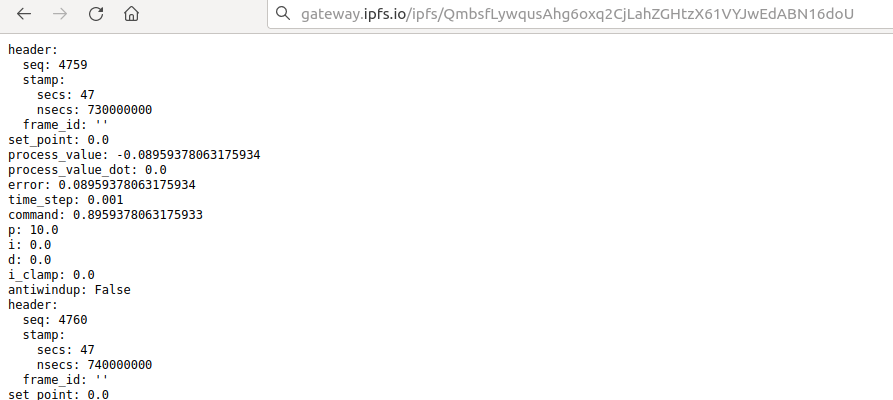 gateway.ipfs.io/ipfs/QmbsfLywqusAhg6oxq2CjLahZGHtzX61VYJwEdABN16doU
header:
  seq: 4759
  stamp:
    secs: 47
    nsecs: 730000000
  frame_id: ''
set_point: 0.0
process_value: -0.08959378063175934
process_value_dot: 0.0
error: 0.08959378063175934
time_step: 0.001
command: 0.8959378063175933
p: 10.0
i: 0.0
d: 0.0
i_clamp: 0.0
antiwindup: False
header:
  seq: 4760
  stamp:
    secs: 47
    nsecs: 740000000
  frame_id: ''
set_point: 0.0